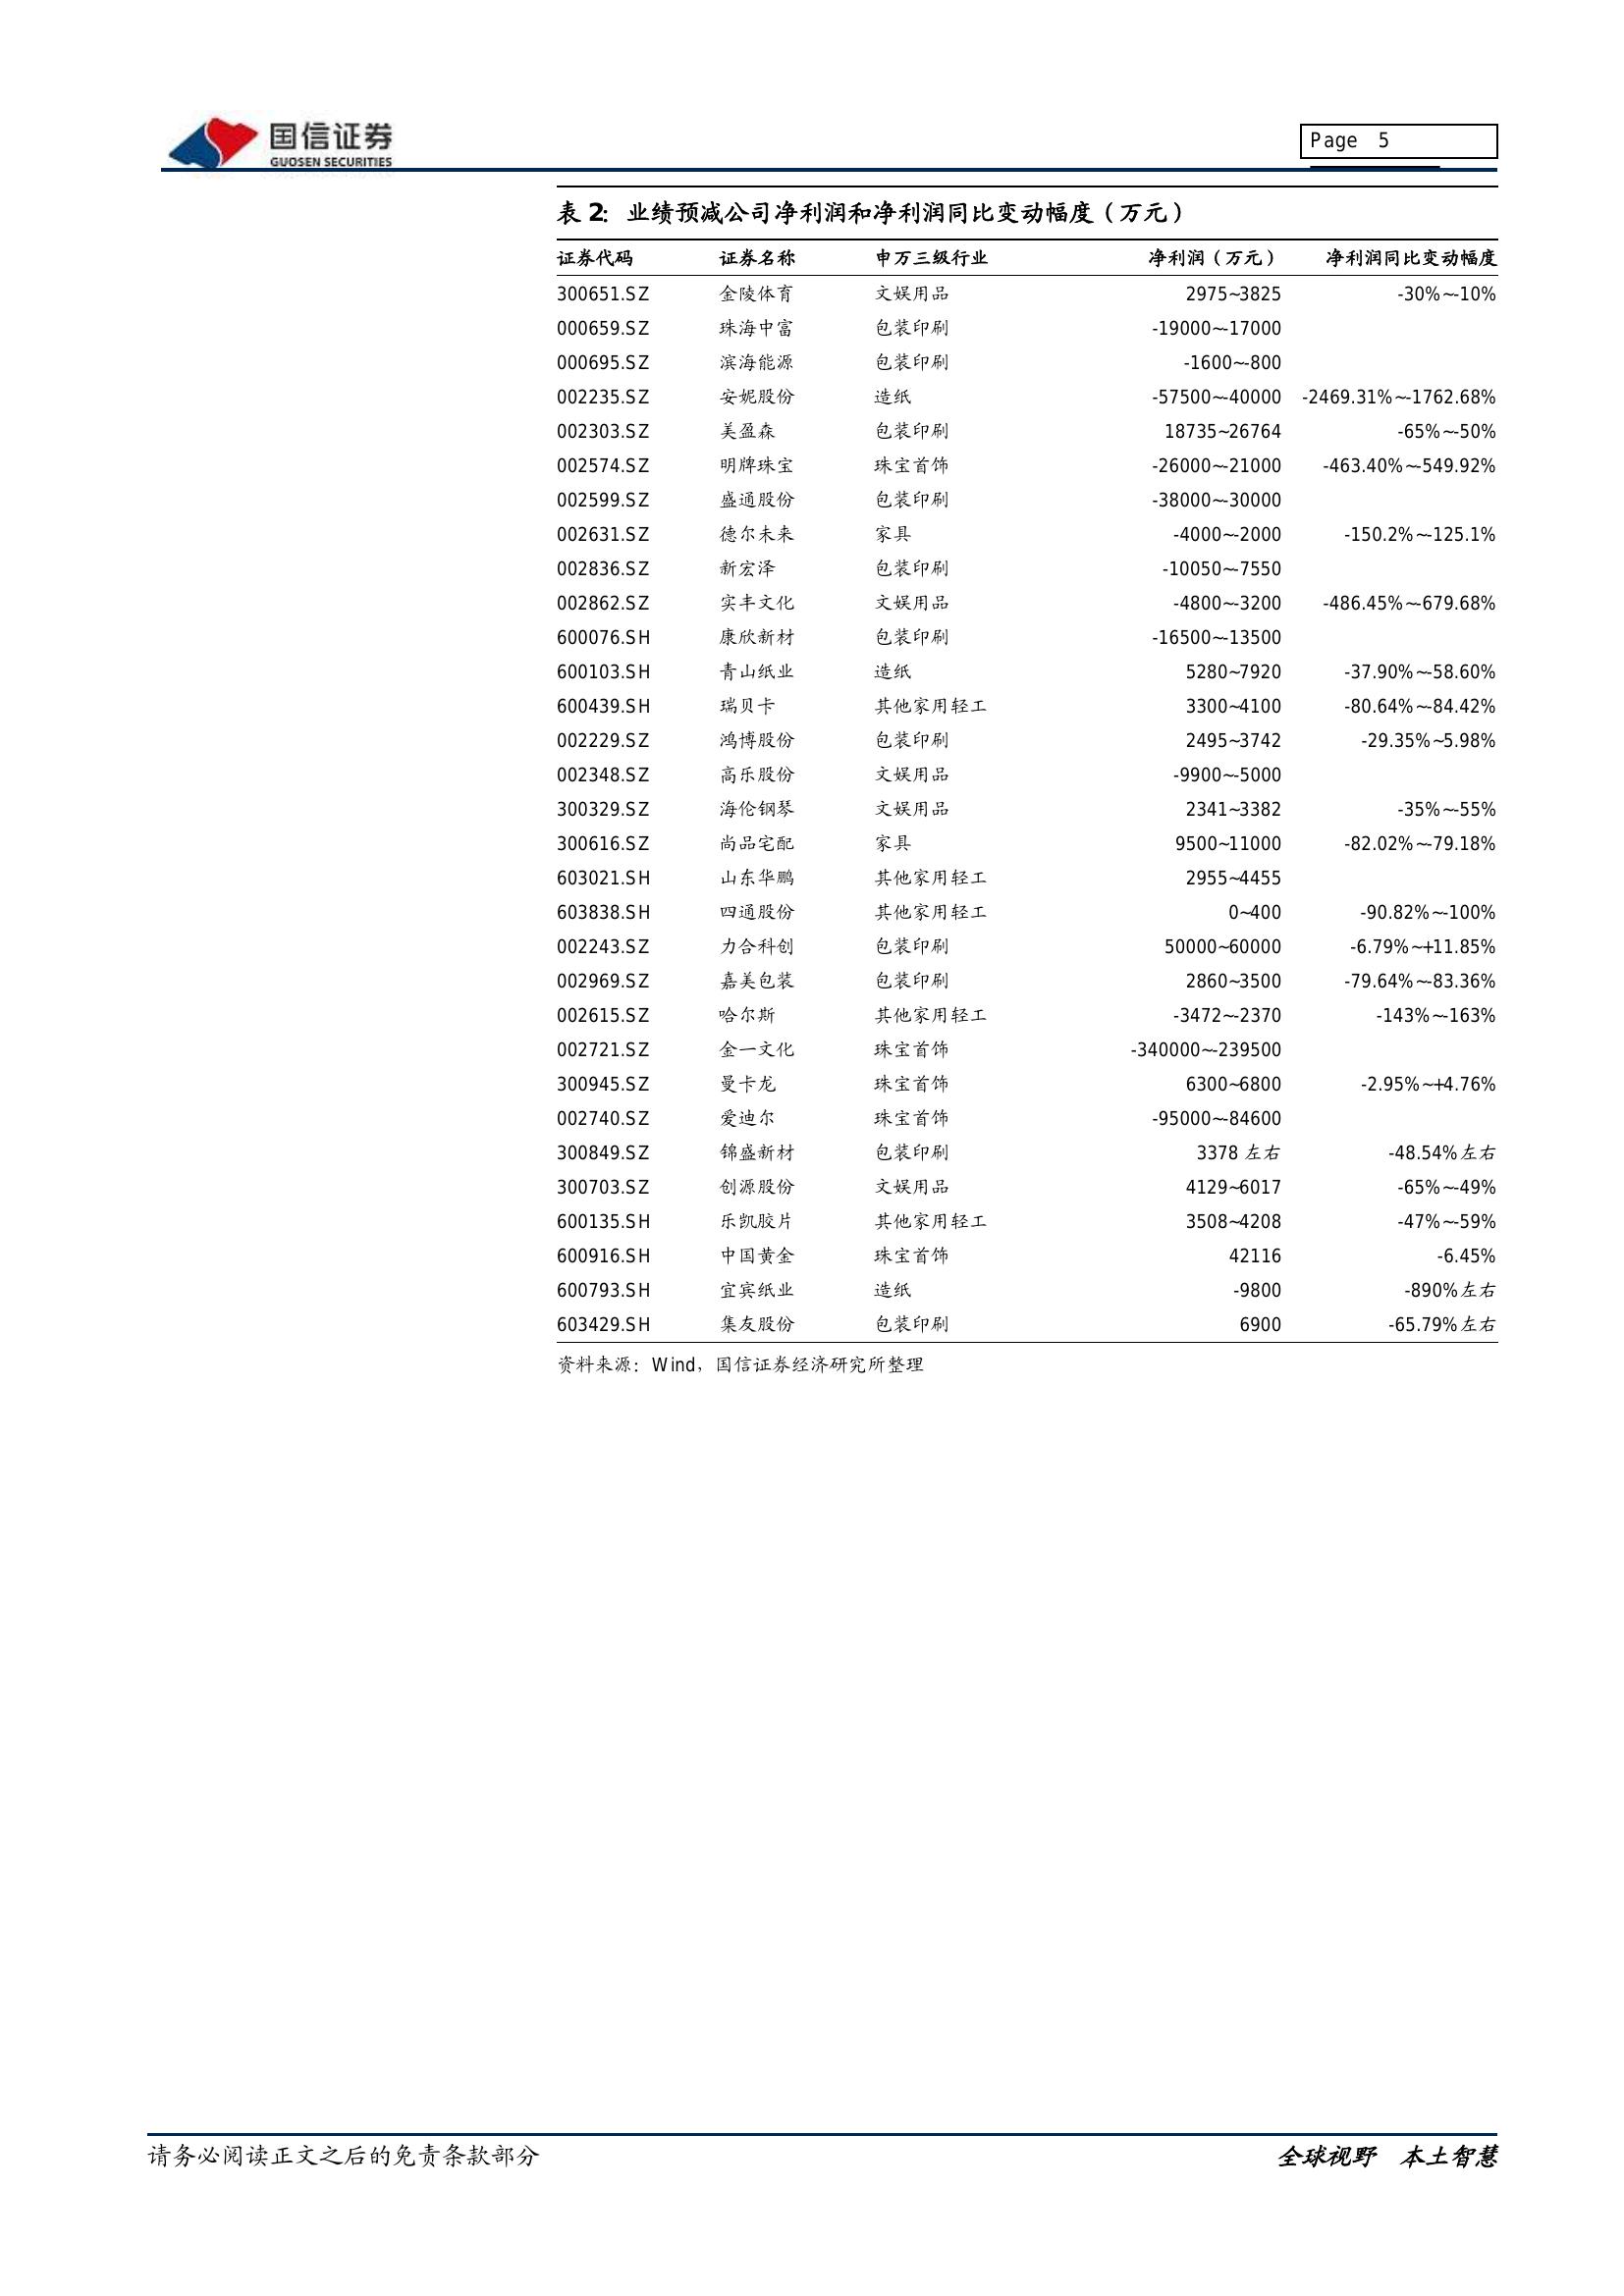 国信证券
GUOSEN SECURITIES
Page 5
表 2：业绩预减公司净利润和净利润同比变动幅度（万元）
证券代码 证券名称 申万三级行业 净利润（万元） 净利润同比变动幅度
300651.SZ 金陵体育 文娱用品 2975~3825 -30%~-10%
000659.SZ 珠海中富 包装印刷 -19000~-17000
000695.SZ 滨海能源 包装印刷 -1600~-800
002235.SZ 安妮股份 造纸 -57500~-40000 -2469.31%~-1762.68%
002303.SZ 美盈森 包装印刷 18735~26764 -65%~-50%
002574.SZ 明牌珠宝 珠宝首饰 -26000~-21000 -463.40%~-549.92%
002599.SZ 盛通股份 包装印刷 -38000~-30000
002631.SZ 德尔未来 家具 -4000~-2000 -150.2%~-125.1%
002836.SZ 新宏泽 包装印刷 -10050~-7550
002862.SZ 实丰文化 文娱用品 -4800~-3200 -486.45%~-679.68%
600076.SH 康欣新材 包装印刷 -16500~-13500
600103.SH 青山纸业 造纸 5280~7920 -37.90%~-58.60%
600439.SH 瑞贝卡 其他家用轻工 3300~4100 -80.64%~-84.42%
002229.SZ 鸿博股份 包装印刷 2495~3742 -29.35%~5.98%
002348.SZ 高乐股份 文娱用品 -9900~-5000
300329.SZ 海伦钢琴 文娱用品 2341~3382 -35%~-55%
300616.SZ 尚品宅配 家具 9500~11000 -82.02%~-79.18%
603021.SH 山东华鹏 其他家用轻工 2955~4455
603838.SH 四通股份 其他家用轻工 0~400 -90.82%~-100%
002243.SZ 力合科创 包装印刷 50000~60000 -6.79%~+11.85%
002969.SZ 嘉美包装 包装印刷 2860~3500 -79.64%~-83.36%
002615.SZ 哈尔斯 其他家用轻工 -3472~-2370 -143%~-163%
002721.SZ 金一文化 珠宝首饰 -340000~-239500
300945.SZ 曼卡龙 珠宝首饰 6300~6800 -2.95%~+4.76%
002740.SZ 爱迪尔 珠宝首饰 -95000~-84600
300849.SZ 锦盛新材 包装印刷 3378 左右 -48.54%左右
300703.SZ 创源股份 文娱用品 4129~6017 -65%~-49%
600135.SH 乐凯胶片 其他家用轻工 3508~4208 -47%~-59%
600916.SH 中国黄金 珠宝首饰 42116 -6.45%
600793.SH 宜宾纸业 造纸 -9800 -890%左右
603429.SH 集友股份 包装印刷 6900 -65.79%左右
资料来源：Wind，国信证券经济研究所整理
请务必阅读正文之后的免责条款部分 全球视野 本土智慧